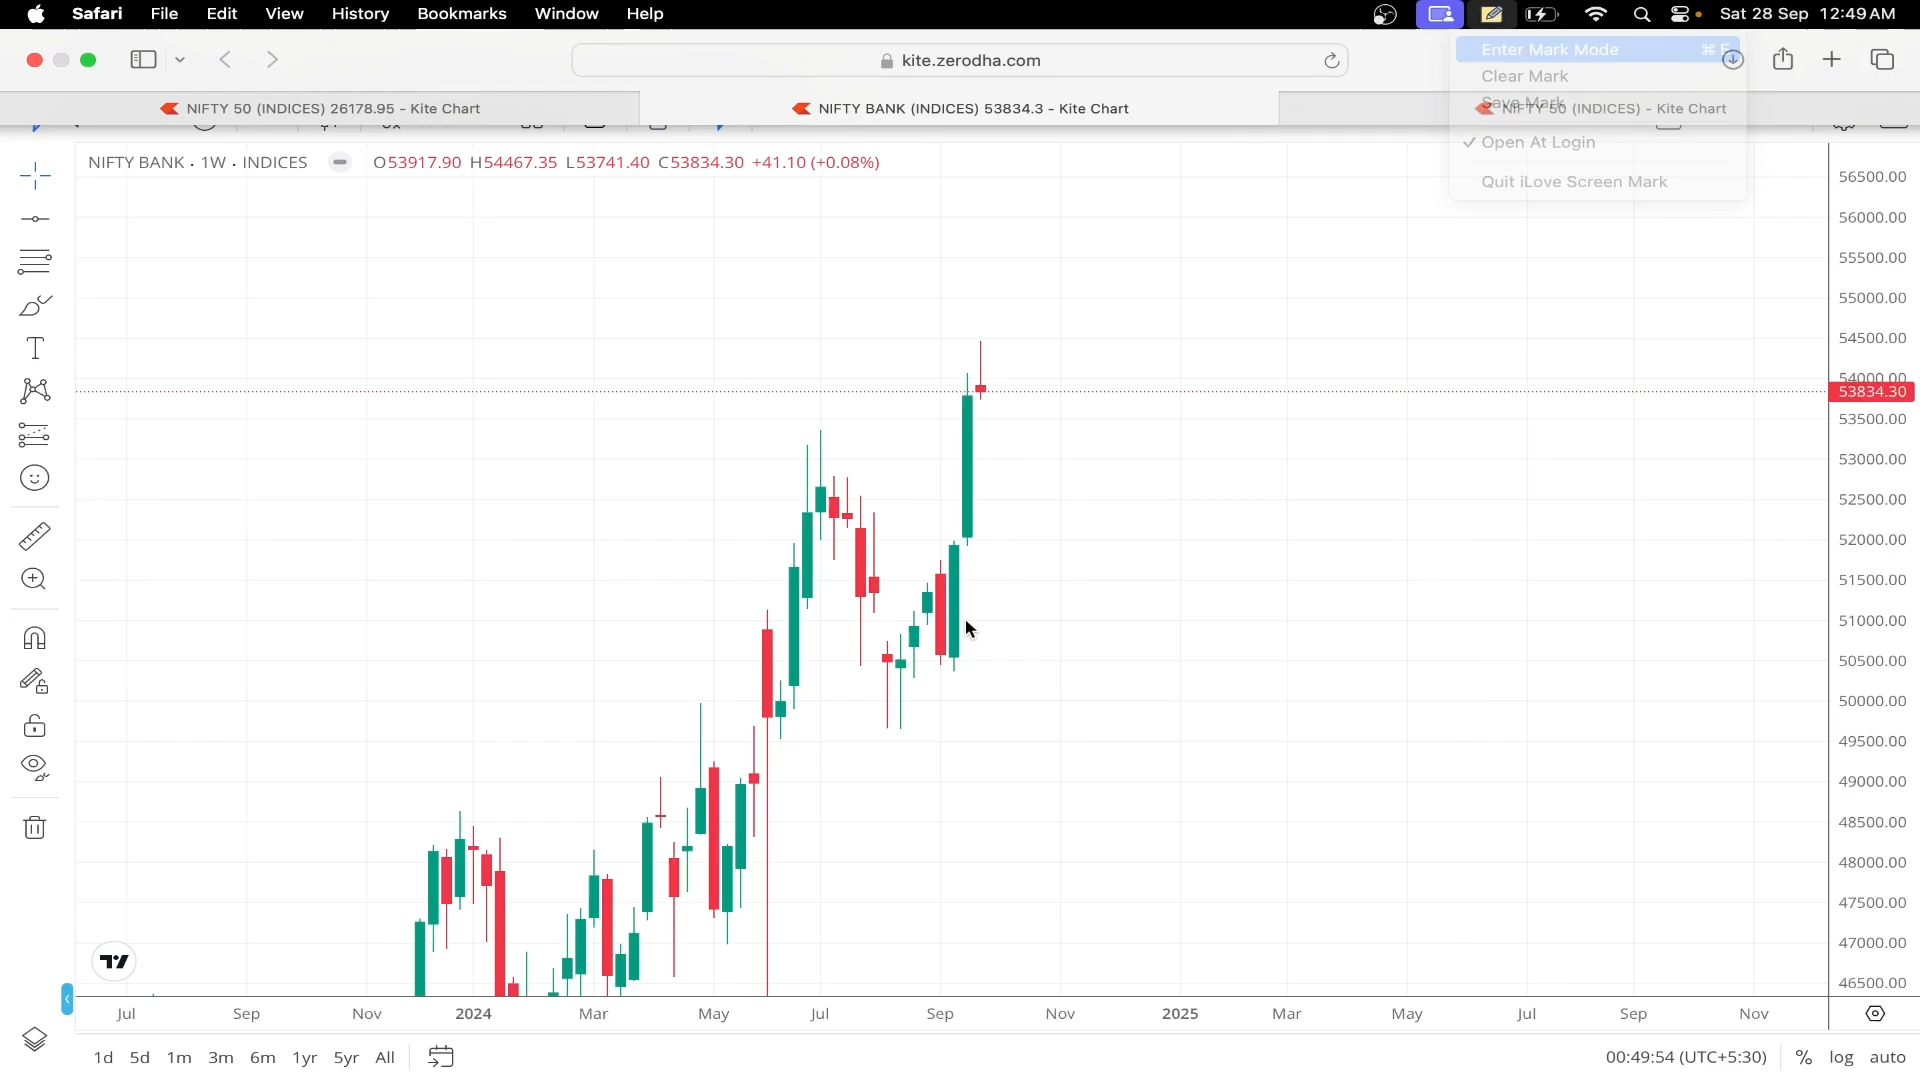 Safari File Edit View History Bookmarks Window Help Sat 28 Sep 12:49 AM
kite.zerodha.com
Enter Mark Mode ⌘
Clear Mark
Save Mark
Open At Login
Quit iLove Screen Mark
NIFTY 50 (INDICES) 26178.95 - Kite Chart
NIFTY BANK (INDICES) 53834.3 - Kite Chart
NIFTY 50 (INDICES) - Kite Chart
NIFTY BANK · 1W · INDICES O53917.90 H54467.35 L53741.40 C53834.30 +41.10 (+0.08%)
56500.00
56000.00
55500.00
55000.00
54500.00
54000.00
53834.30
53500.00
53000.00
52500.00
52000.00
51500.00
51000.00
50500.00
50000.00
49500.00
49000.00
48500.00
48000.00
47500.00
47000.00
46500.00
Jul Sep Nov 2024 Mar May Jul Sep Nov 2025 Mar May Jul Sep Nov
1d 5d 1m 3m 6m 1yr 5yr All 00:49:54 (UTC+5:30) % log auto